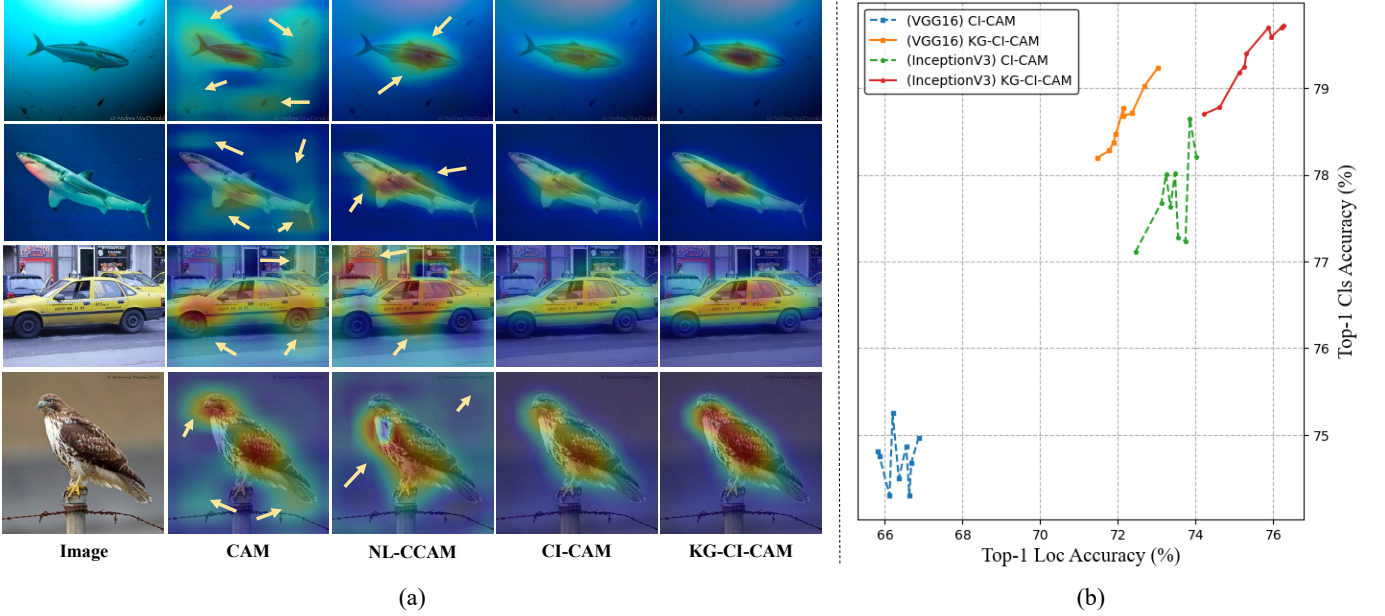 (c) Andrew MacDonald
Image
CAM
NL-CCAM
CI-CAM
KG-CI-CAM
(a)
(VGG16) CI-CAM
(VGG16) KG-CI-CAM
(InceptionV3) CI-CAM
(InceptionV3) KG-CI-CAM
79
78
77
76
75
Top-1 Cls Accuracy (%)
66
68
70
72
74
76
Top-1 Loc Accuracy (%)
(b)